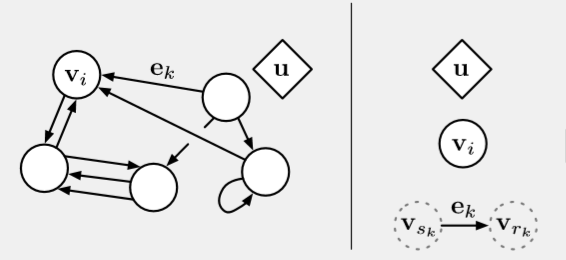 v_i
e_k
u
u
v_i
e_k
v_{s_k} v_{r_k}